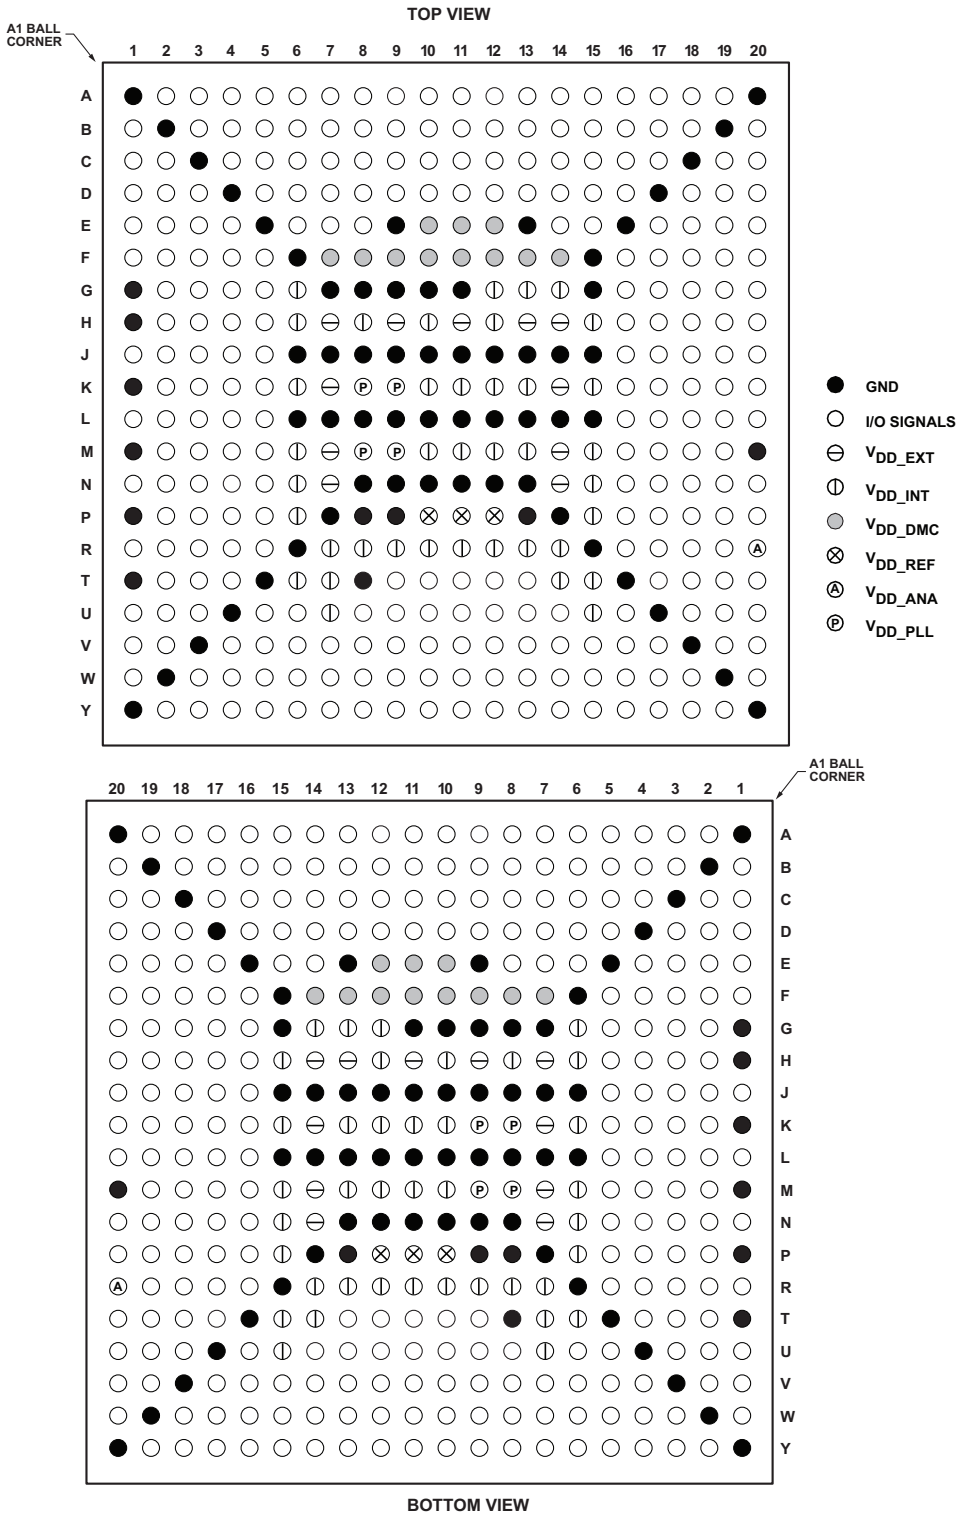 TOP VIEW
A1 BALL
CORNER
1 2 3 4 5 6 7 8 9 10 11 12 13 14 15 16 17 18 19 20
A
B
C
D
E
F
G
H
J
K P P
L
M P P
N
P
R A
T
U
V
W
Y
GND
I/O SIGNALS
VDD_EXT
VDD_INT
VDD_DMC
VDD_REF
A VDD_ANA
P VDD_PLL
A1 BALL
CORNER
20 19 18 17 16 15 14 13 12 11 10 9 8 7 6 5 4 3 2 1
A
B
C
D
E
F
G
H
J
P P K
L
P P M
N
P
A R
T
U
V
W
Y
BOTTOM VIEW